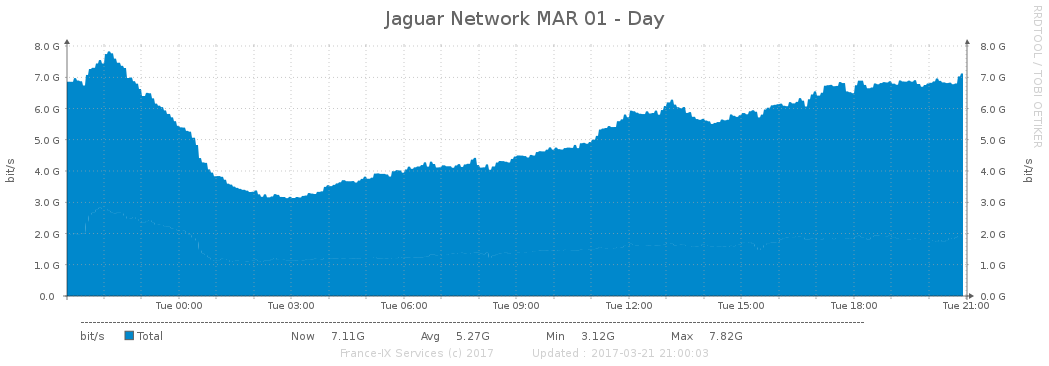 Jaguar Network MAR 01 - Day
RRDTOOL / TOBI OETIKER
bit/s
8.0 G
7.0 G
6.0 G
5.0 G
4.0 G
3.0 G
2.0 G
1.0 G
0.0
8.0 G
7.0 G
6.0 G
5.0 G
4.0 G
3.0 G
2.0 G
1.0 G
0.0 G
bit/s
Tue 00:00 Tue 03:00 Tue 06:00 Tue 09:00 Tue 12:00 Tue 15:00 Tue 18:00 Tue 21:00
bit/s Total Now 7.11G Avg 5.27G Min 3.12G Max 7.82G
France-IX Services (c) 2017 Updated : 2017-03-21 21:00:03